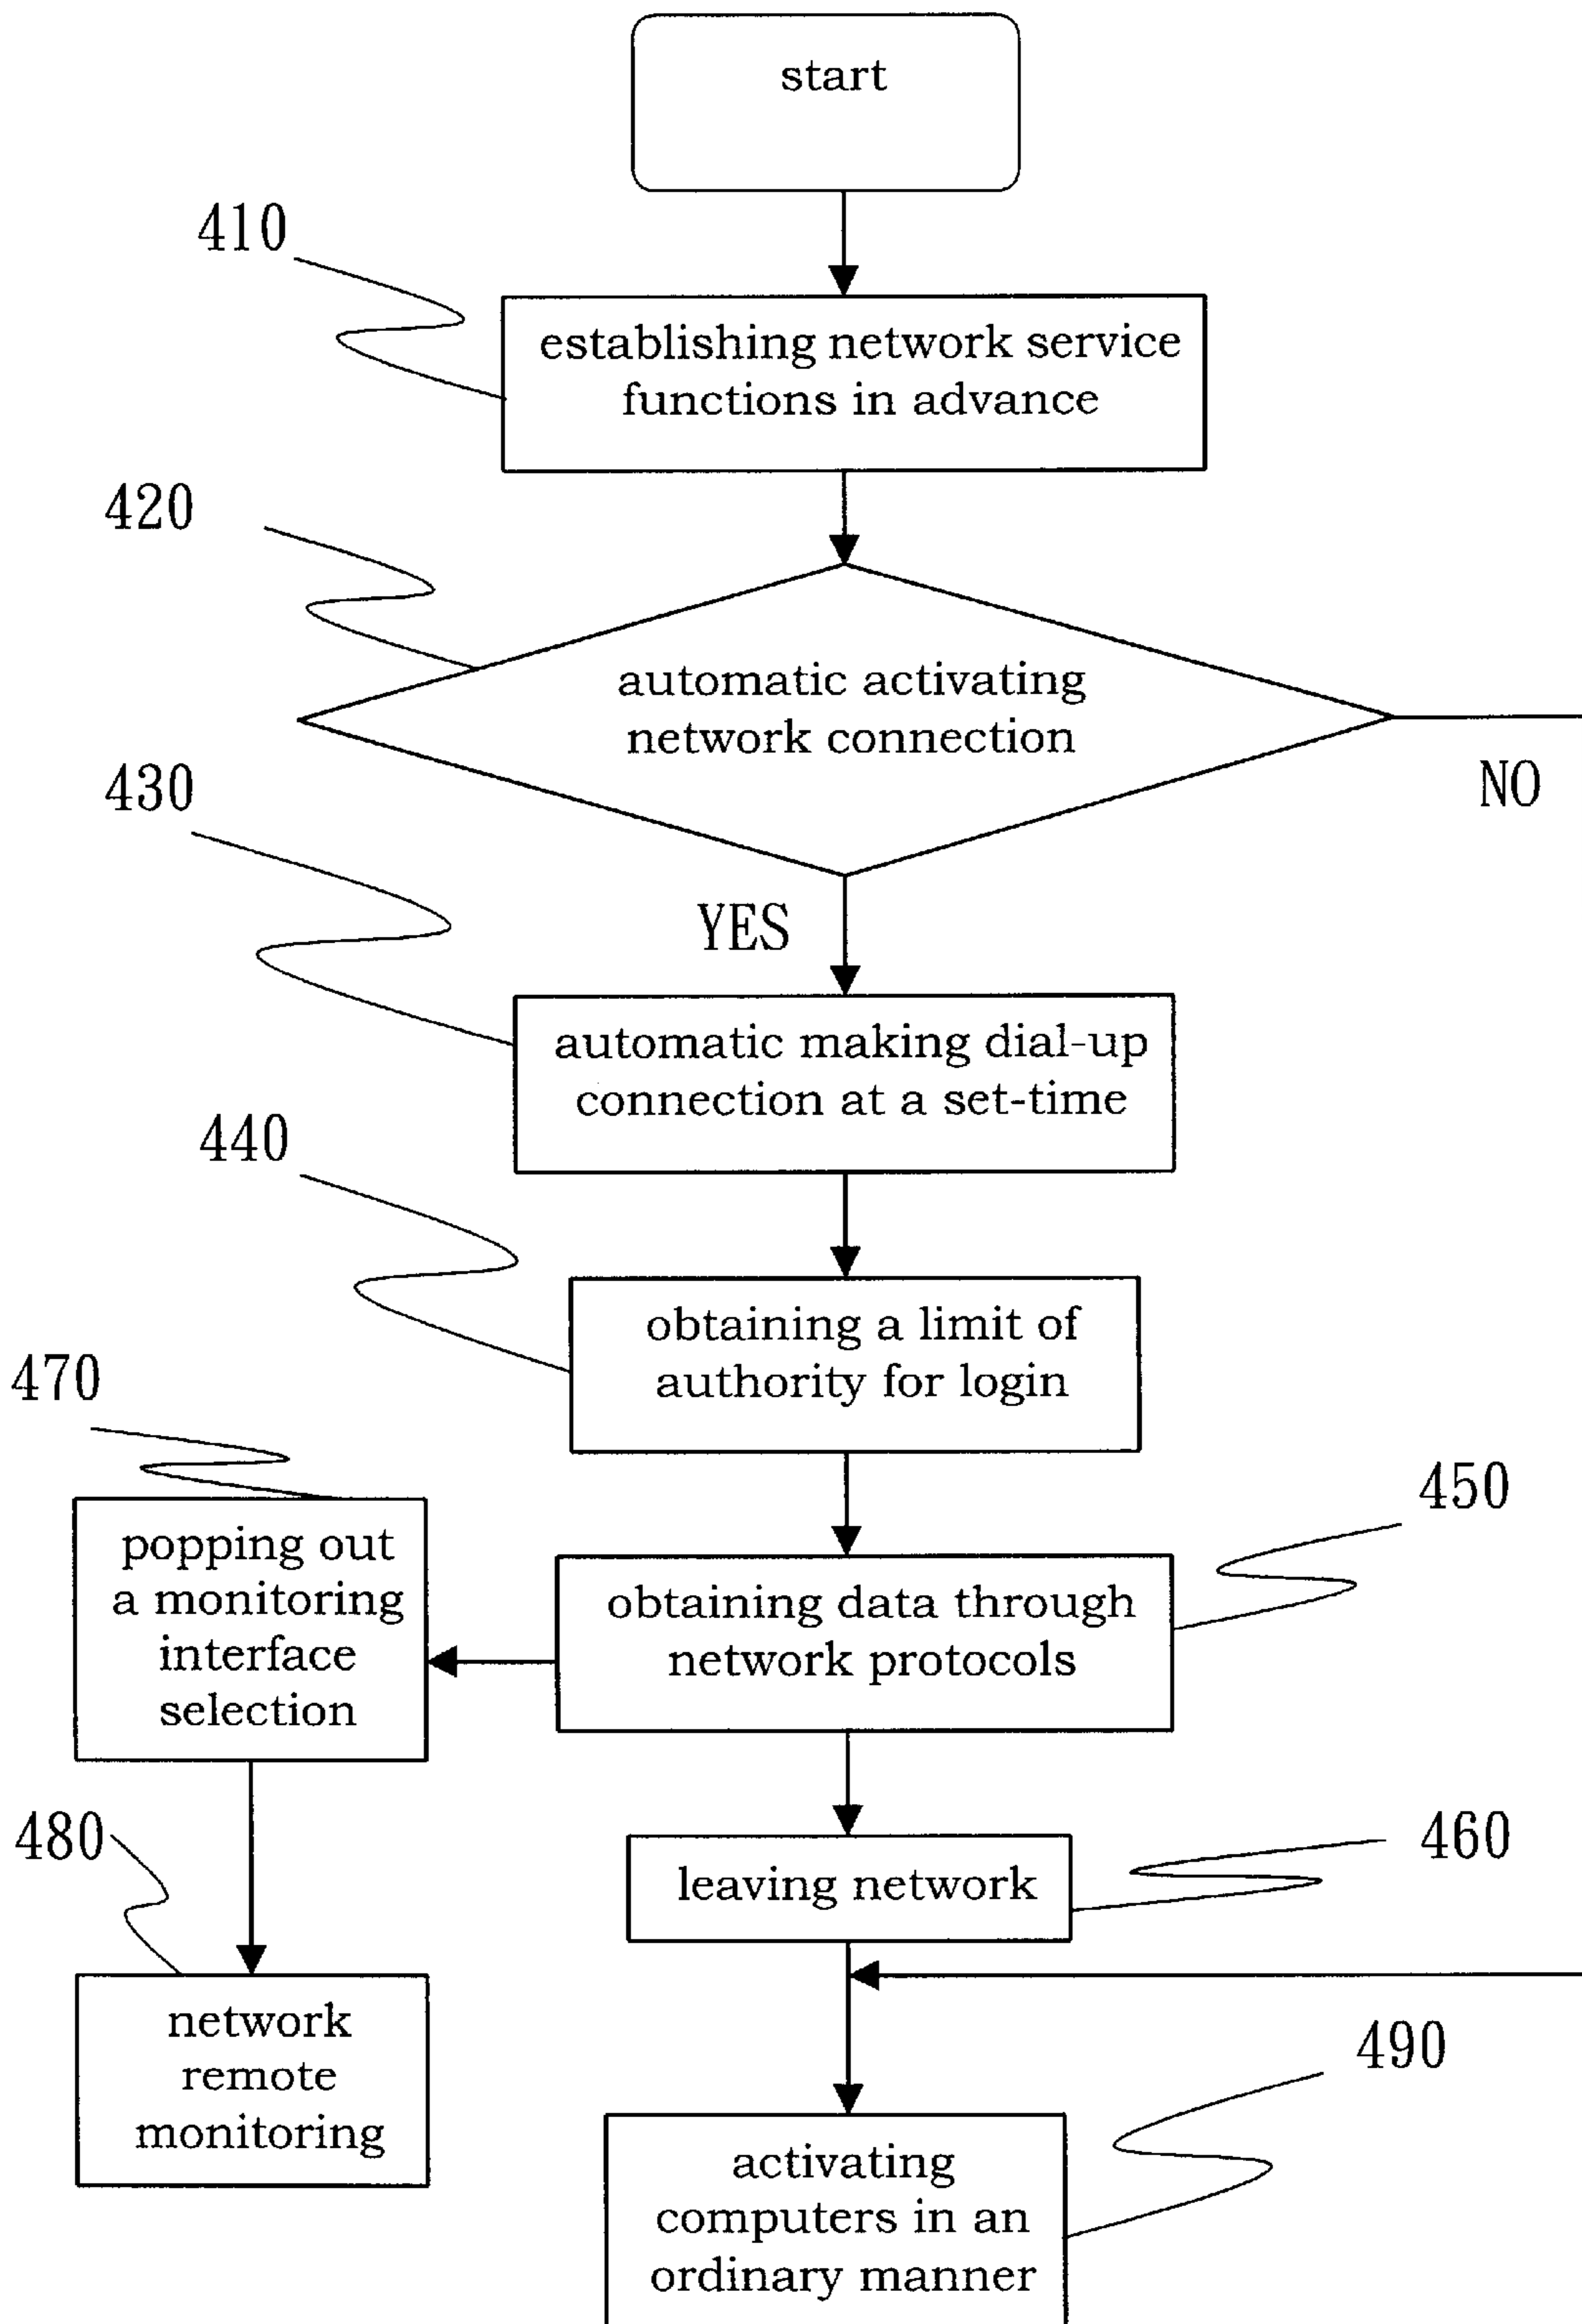 start
410
establishing network service
functions in advance
420
automatic activating
network connection
NO
430
YES
automatic making dial-up
connection at a set-time
440
obtaining a limit of
authority for login
470
popping out
a monitoring
interface
selection
450
obtaining data through
network protocols
480
460
leaving network
network
remote
monitoring
490
activating
computers in an
ordinary manner